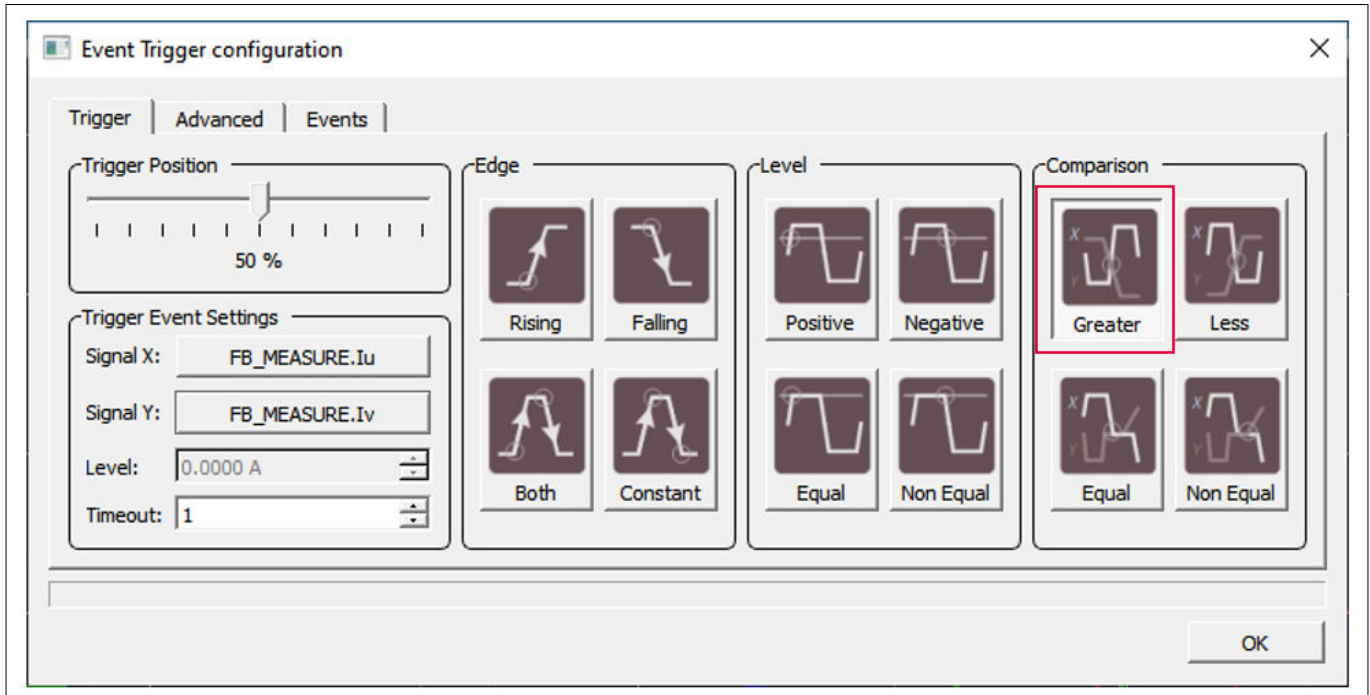 Event Trigger configuration
Trigger
Advanced
Events
Trigger Position
50 %
Trigger Event Settings
Signal X:
FB_MEASURE.Iu
Signal Y:
FB_MEASURE.Iv
Level:
0.0000 A
Timeout:
1
Edge
Rising
Falling
Both
Constant
Level
Positive
Negative
Equal
Non Equal
Comparison
X
Y
Greater
X
Y
Less
X
Y
Equal
X
Y
Non Equal
OK